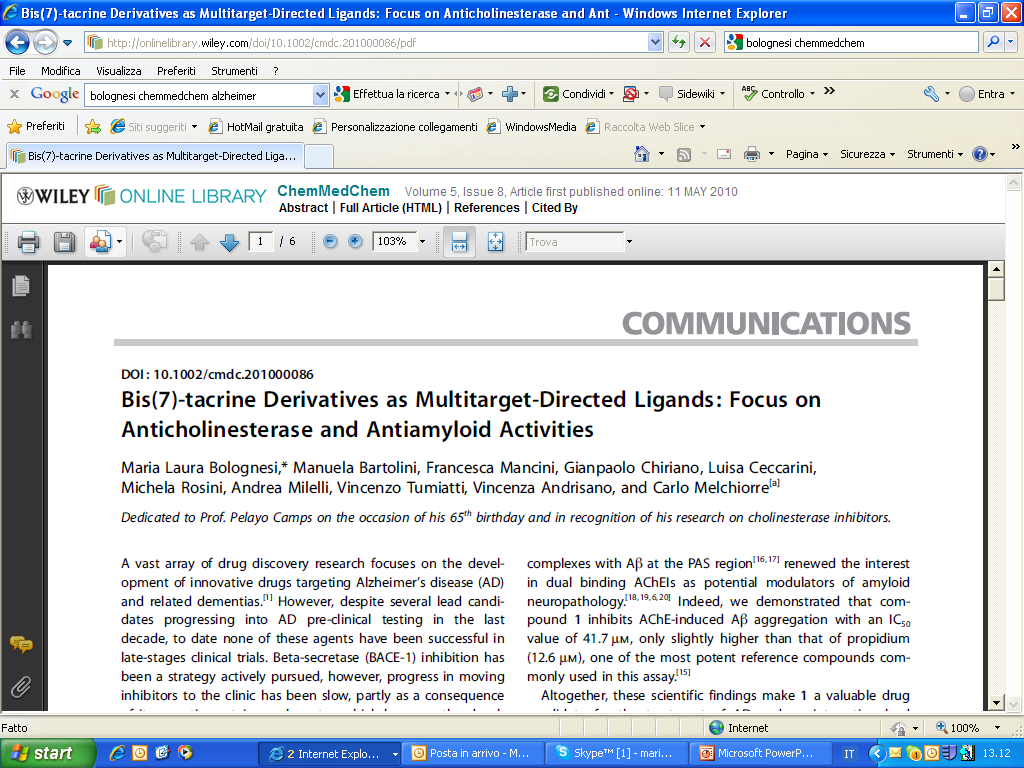 Bis(7)-tacrine Derivatives as Multitarget-Directed Ligands: Focus on Anticholinesterase and Ant - Windows Internet Explorer
http://onlinelibrary.wiley.com/doi/10.1002/cmdc.201000086/pdf
bolognesi chemmedchem
File Modifica Visualizza Preferiti Strumenti ?
x Google bolognesi chemmedchem alzheimer Effettua la ricerca Condividi Sidewiki ABC Controllo » Entra
Preferiti Siti suggeriti HotMail gratuita Personalizzazione collegamenti WindowsMedia Raccolta Web Slice
Bis(7)-tacrine Derivatives as Multitarget-Directed Liga... Pagina Sicurezza Strumenti »
WILEY ONLINE LIBRARY
ChemMedChem Volume 5, Issue 8, Article first published online: 11 MAY 2010
Abstract | Full Article (HTML) | References | Cited By
1 / 6 103% Trova
COMMUNICATIONS
DOI: 10.1002/cmdc.201000086
Bis(7)-tacrine Derivatives as Multitarget-Directed Ligands: Focus on
Anticholinesterase and Antiamyloid Activities
Maria Laura Bolognesi,* Manuela Bartolini, Francesca Mancini, Gianpaolo Chiriano, Luisa Ceccarini,
Michela Rosini, Andrea Milelli, Vincenzo Tumiatti, Vincenza Andrisano, and Carlo Melchiorre[a]
Dedicated to Prof. Pelayo Camps on the occasion of his 65th birthday and in recognition of his research on cholinesterase inhibitors.
A vast array of drug discovery research focuses on the devel-
opment of innovative drugs targeting Alzheimer's disease (AD)
and related dementias.[1] However, despite several lead candi-
dates progressing into AD pre-clinical testing in the last
decade, to date none of these agents have been successful in
late-stages clinical trials. Beta-secretase (BACE-1) inhibition has
been a strategy actively pursued, however, progress in moving
inhibitors to the clinic has been slow, partly as a consequence
complexes with Aβ at the PAS region[16,17] renewed the interest
in dual binding AChEIs as potential modulators of amyloid
neuropathology.[18,19,6,20] Indeed, we demonstrated that com-
pound 1 inhibits AChE-induced Aβ aggregation with an IC50
value of 41.7 μM, only slightly higher than that of propidium
(12.6 μM), one of the most potent reference compounds com-
monly used in this assay.[15]
Altogether, these scientific findings make 1 a valuable drug
Fatto Internet 100%
start 2 Internet Explo... Posta in arrivo - M... Skype™ [1] - mari... Microsoft PowerP... IT 13.12